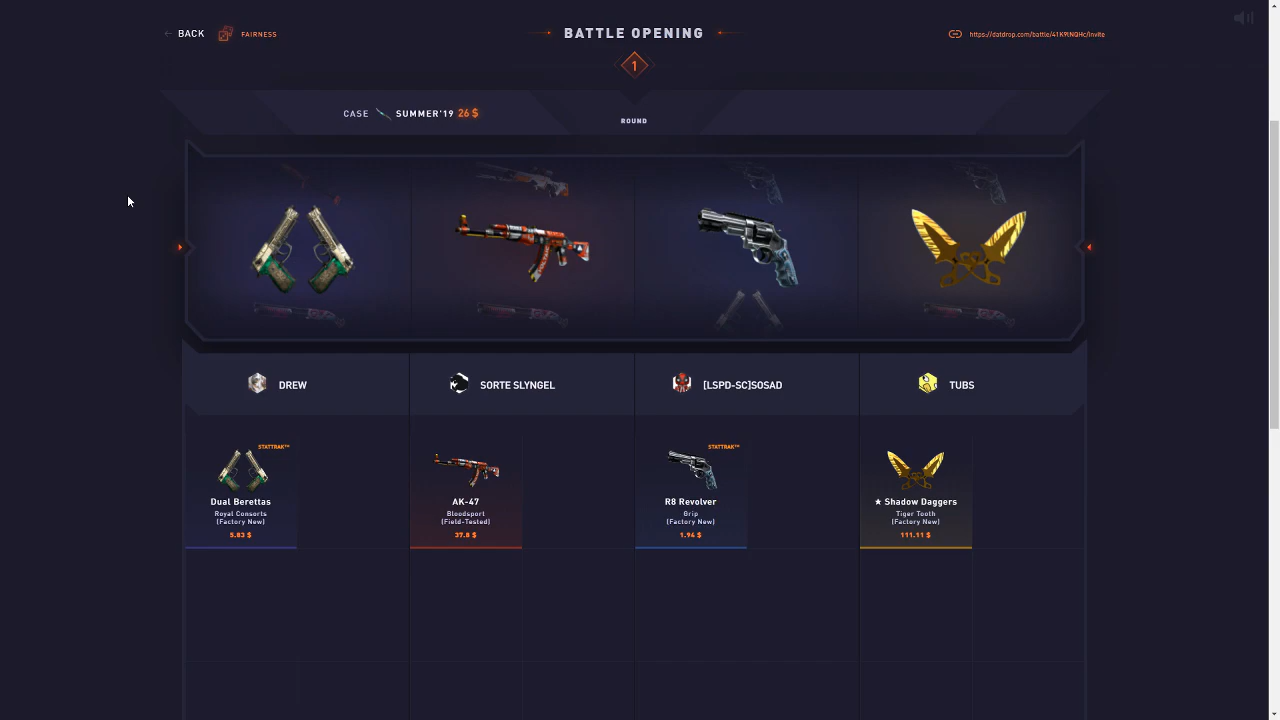 ← BACK
FAIRNESS
BATTLE OPENING
https://datdrop.com/battle/41K9INQHc/invite
1
CASE SUMMER'19 26 $
ROUND
DREW
SORTE SLYNGEL
[LSPD-SC]SOSAD
TUBS
STATTRAK™
Dual Berettas
Royal Consorts
(Factory New)
5.83 $
AK-47
Bloodsport
(Field-Tested)
37.8 $
STATTRAK™
R8 Revolver
Grip
(Factory New)
1.94 $
★ Shadow Daggers
Tiger Tooth
(Factory New)
111.11 $